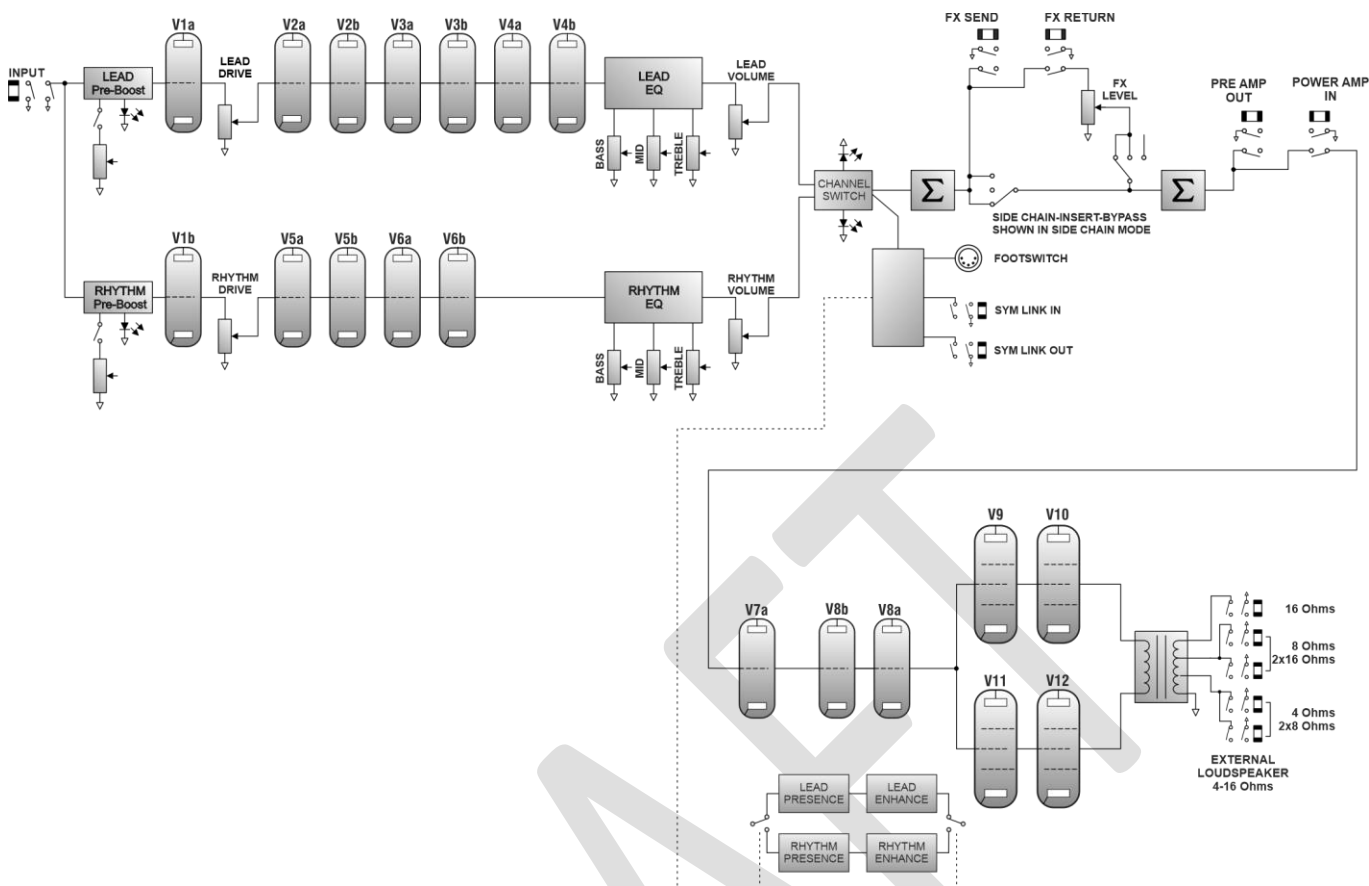 INPUT
LEAD
Pre-Boost
V1a
LEAD
DRIVE
V2a
V2b
V3a
V3b
V4a
V4b
LEAD
EQ
BASS
MID
TREBLE
LEAD
VOLUME
RHYTHM
Pre-Boost
V1b
RHYTHM
DRIVE
V5a
V5b
V6a
V6b
RHYTHM
EQ
BASS
MID
TREBLE
RHYTHM
VOLUME
CHANNEL
SWITCH
Σ
FX SEND
FX RETURN
FX
LEVEL
SIDE CHAIN-INSERT-BYPASS
SHOWN IN SIDE CHAIN MODE
Σ
PRE AMP
OUT
POWER AMP
IN
FOOTSWITCH
SYM LINK IN
SYM LINK OUT
V7a
V8b
V8a
V9
V10
V11
V12
16 Ohms
8 Ohms
2x16 Ohms
4 Ohms
2x8 Ohms
EXTERNAL
LOUDSPEAKER
4-16 Ohms
LEAD
PRESENCE
LEAD
ENHANCE
RHYTHM
PRESENCE
RHYTHM
ENHANCE